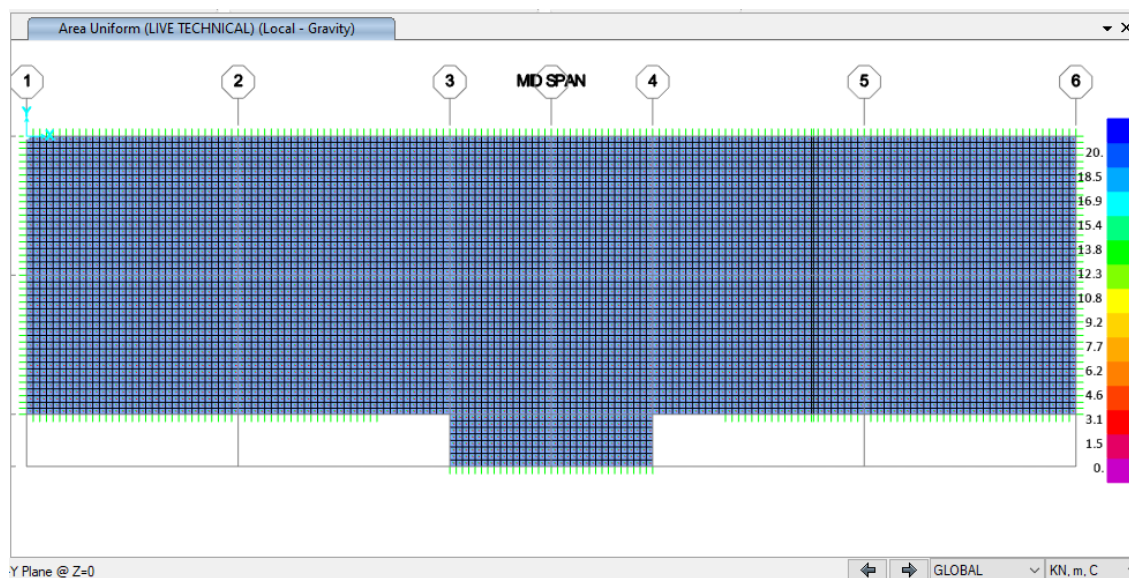 Area Uniform (LIVE TECHNICAL) (Local - Gravity)
1 2 3 MID SPAN 4 5 6
Y
X
20.
18.5
16.9
15.4
13.8
12.3
10.8
9.2
7.7
6.2
4.6
3.1
1.5
0.
-Y Plane @ Z=0
GLOBAL
KN, m, C